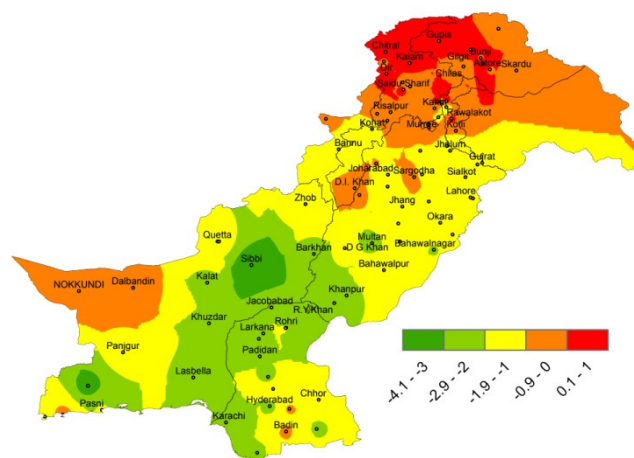 Gupis
Chitral
Bunji
Gilgit
Astore
Kalam
Skardu
Dir
Chilas
Saidu Sharif
Kakul
Risalpur
Rawalakot
Murree
Kotli
Kohat
Jhelum
Bannu
Gujrat
Joharabad
Sargodha
Sialkot
D.I. Khan
Lahore
Zhob
Jhang
Okara
Quetta
Multan
D G Khan
Bahawalnagar
Barkhan
Sibbi
Bahawalpur
Kalat
NOKKUNDI
Dalbandin
Khanpur
Jacobabad
R.Y.Khan
Khuzdar
Rohri
Larkana
Panjgur
Padidan
Lasbella
Chhor
Pasni
Hyderabad
Karachi
Badin
-4.1 - -3
-2.9 - -2
-1.9 - -1
-0.9 - 0
0.1 - 1